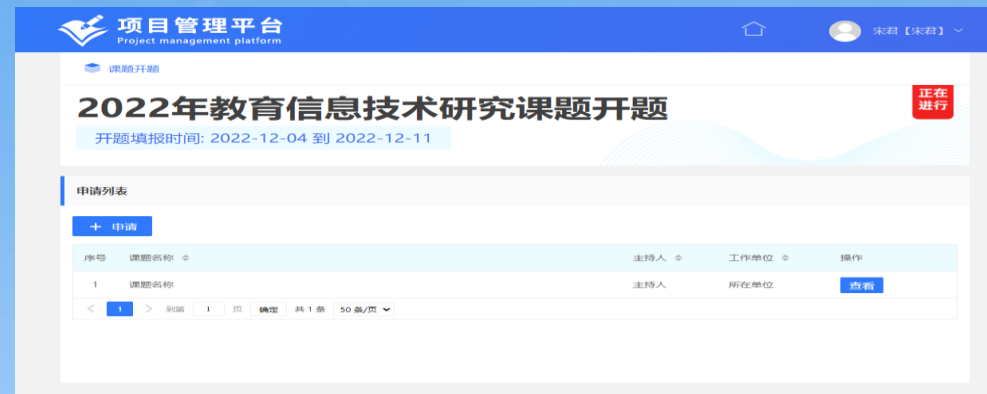 项目管理平台
Project management platform
宋君【宋君】
课题开题
2022年教育信息技术研究课题开题
正在
进行
开题填报时间: 2022-12-04 到 2022-12-11
申请列表
+ 申请
序号 课题名称 主持人 工作单位 操作
1 课题名称 主持人 所在单位 查看
< 1 > 到第 1 页 确定 共 1 条 50 条/页